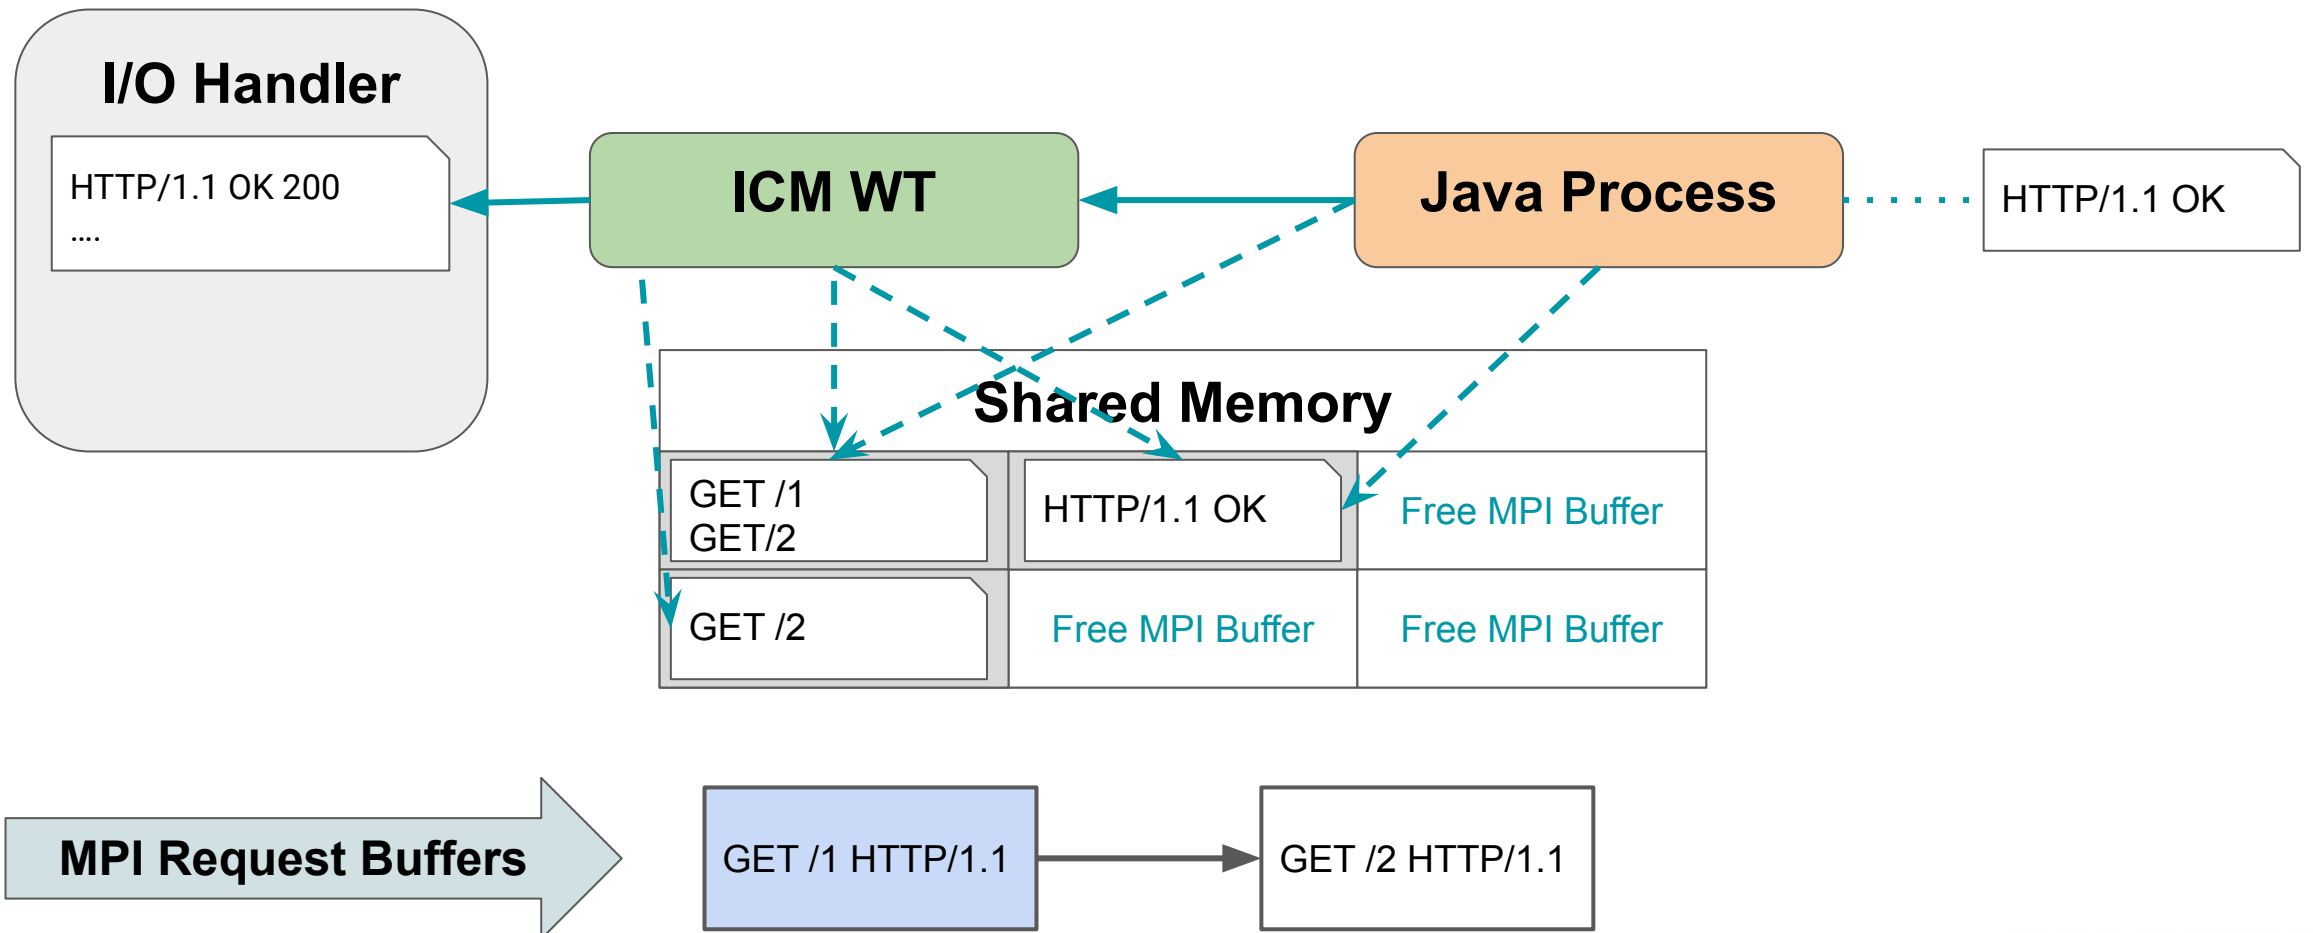 I/O Handler
HTTP/1.1 OK 200
....
ICM WT
Java Process
HTTP/1.1 OK
Shared Memory
GET /1
GET/2
HTTP/1.1 OK
Free MPI Buffer
GET /2
Free MPI Buffer
Free MPI Buffer
MPI Request Buffers
GET /1 HTTP/1.1
GET /2 HTTP/1.1